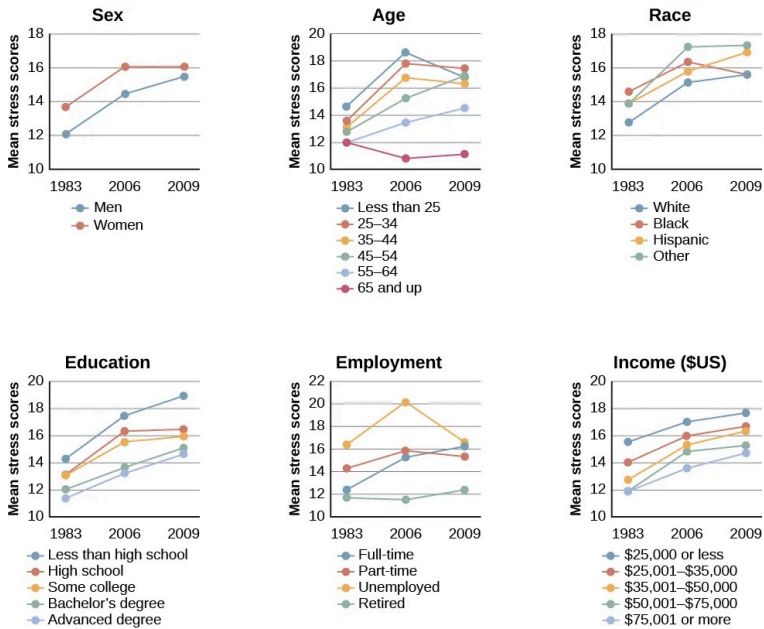 Sex
Mean stress scores
18
16
14
12
10
1983 2006 2009
Men
Women
Age
Mean stress scores
20
18
16
14
12
10
1983 2006 2009
Less than 25
25–34
35–44
45–54
55–64
65 and up
Race
Mean stress scores
18
16
14
12
10
1983 2006 2009
White
Black
Hispanic
Other
Education
Mean stress scores
20
18
16
14
12
10
1983 2006 2009
Less than high school
High school
Some college
Bachelor's degree
Advanced degree
Employment
Mean stress scores
22
20
18
16
14
12
10
1983 2006 2009
Full-time
Part-time
Unemployed
Retired
Income ($US)
Mean stress scores
20
18
16
14
12
10
1983 2006 2009
$25,000 or less
$25,001–$35,000
$35,001–$50,000
$50,001–$75,000
$75,001 or more